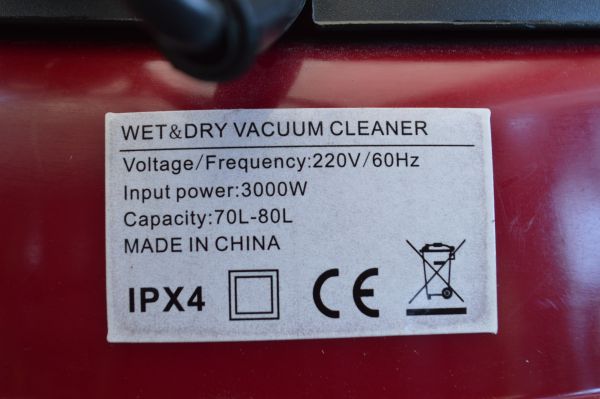 WET&DRY VACUUM CLEANER
Voltage/Frequency:220V/60Hz
Input power:3000W
Capacity:70L-80L
MADE IN CHINA
IPX4 CE